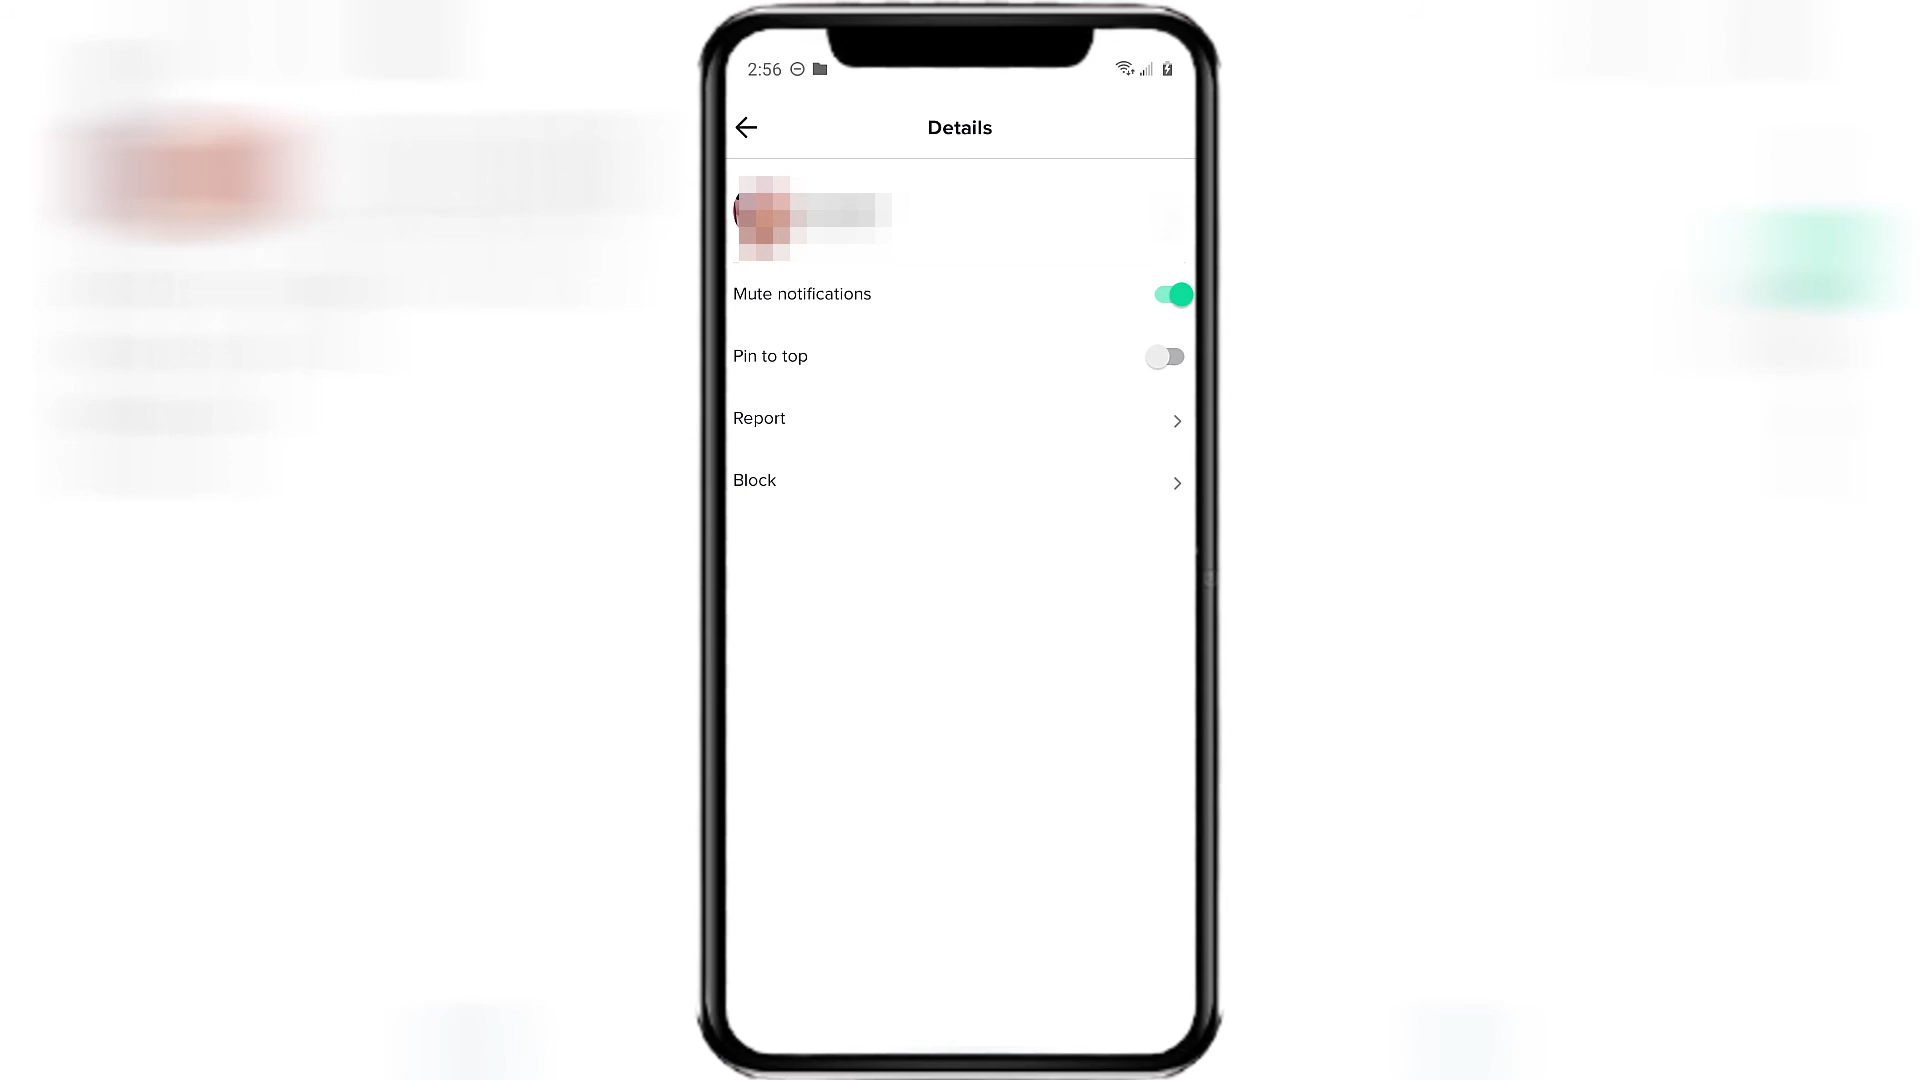 2:56
Details
Mute notifications
Pin to top
Report
Block